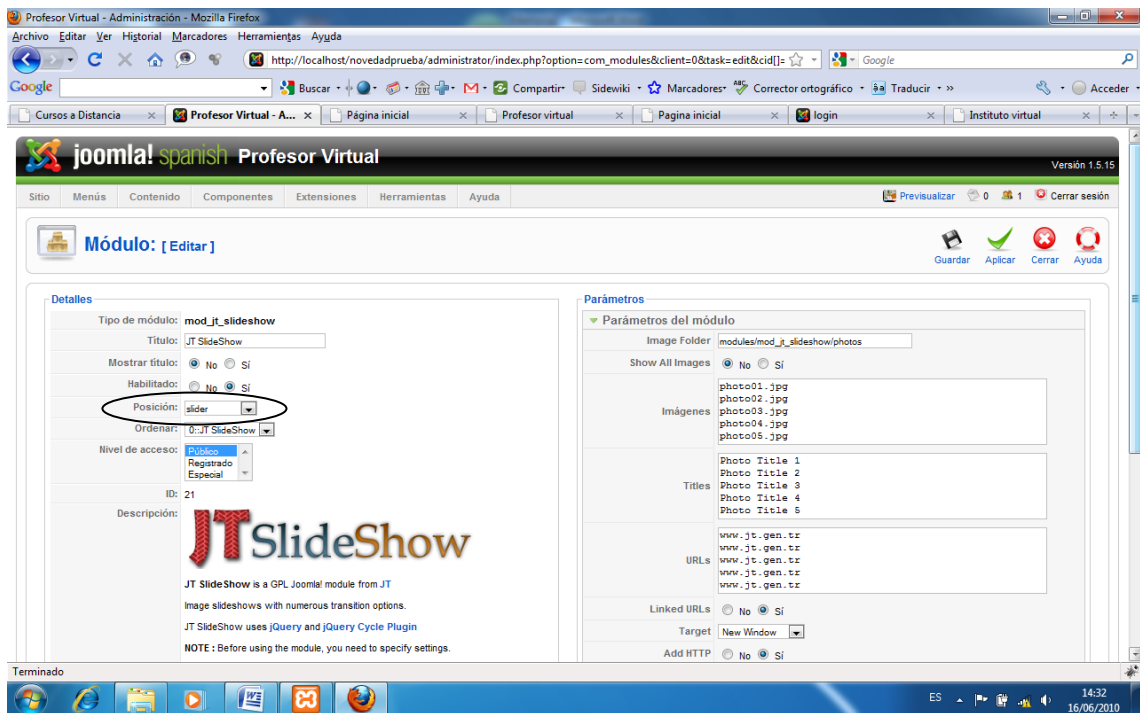 Profesor Virtual - Administración - Mozilla Firefox
Archivo Editar Ver Historial Marcadores Herramientas Ayuda
http://localhost/novedadprueba/administrator/index.php?option=com_modules&client=0&task=edit&cid[]= Google
Google Buscar Compartir Sidewiki Marcadores ABC Corrector ortográfico Traducir » Acceder
Cursos a Distancia Profesor Virtual - A... Página inicial Profesor virtual Pagina inicial login Instituto virtual
joomla! spanish Profesor Virtual
Versión 1.5.15
Sitio Menús Contenido Componentes Extensiones Herramientas Ayuda Previsualizar 0 1 Cerrar sesión
Módulo: [ Editar ]
Guardar Aplicar Cerrar Ayuda
Detalles
Tipo de módulo: mod_jt_slideshow
Titulo: JT SlideShow
Mostrar título: No Sí
Habilitado: No Sí
Posición: slider
Ordenar: 0::JT SlideShow
Nivel de acceso: Público
Registrado
Especial
ID: 21
Descripción:
JT SlideShow
JT SlideShow is a GPL Joomla! module from JT
Image slideshows with numerous transition options.
JT SlideShow uses jQuery and jQuery Cycle Plugin
NOTE : Before using the module, you need to specify settings.
Parámetros
Parámetros del módulo
Image Folder modules/mod_jt_slideshow/photos
Show All Images No Sí
Imágenes
photo01.jpg
photo02.jpg
photo03.jpg
photo04.jpg
photo05.jpg
Titles
Photo Title 1
Photo Title 2
Photo Title 3
Photo Title 4
Photo Title 5
URLs
www.jt.gen.tr
www.jt.gen.tr
www.jt.gen.tr
www.jt.gen.tr
www.jt.gen.tr
Linked URLs No Sí
Target New Window
Add HTTP No Sí
Terminado
ES 14:32
16/06/2010